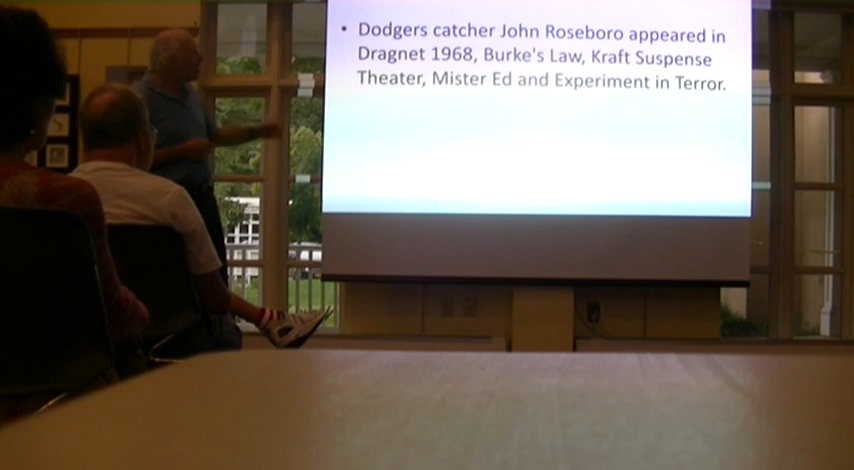 • Dodgers catcher John Roseboro appeared in
Dragnet 1968, Burke's Law, Kraft Suspense
Theater, Mister Ed and Experiment in Terror.